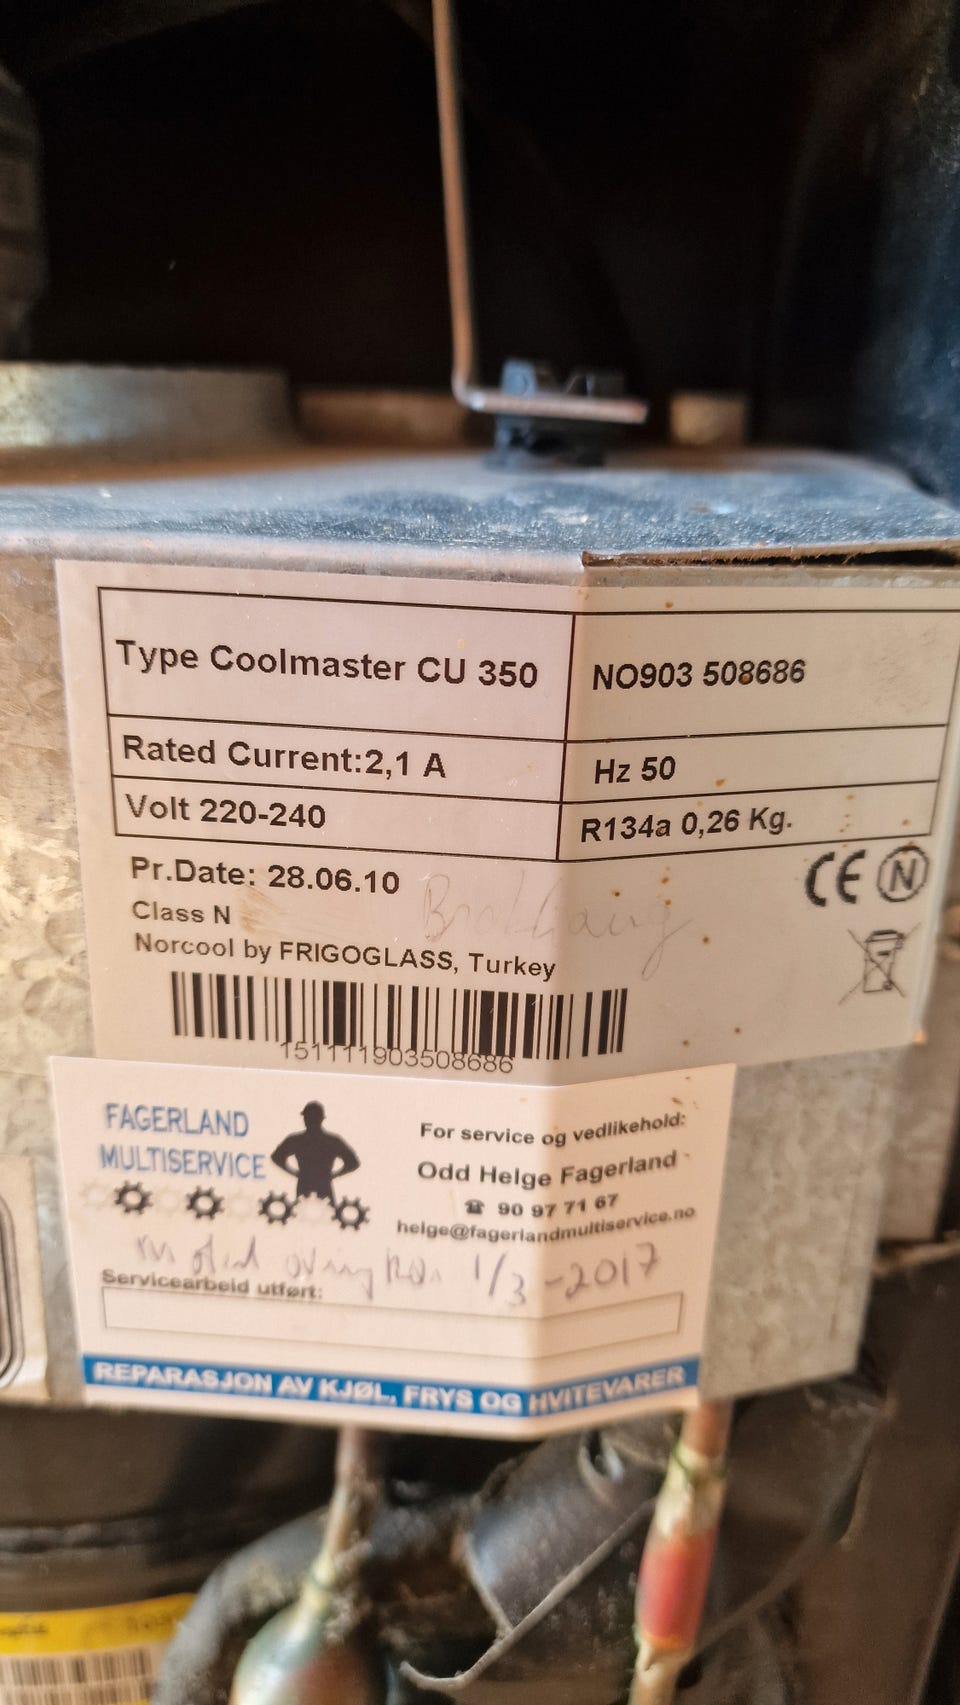 Type Coolmaster CU 350
NO903 508686
Rated Current:2,1 A
Hz 50
Volt 220-240
R134a 0,26 Kg.
Pr.Date: 28.06.10
CE N
Class N
Norcool by FRIGOGLASS, Turkey
151111903508686
FAGERLAND
MULTISERVICE
For service og vedlikehold:
Odd Helge Fagerland
☎ 90 97 71 67
helge@fagerlandmultiservice.no
1/3-2017
Servicearbeid utført:
REPARASJON AV KJØL, FRYS OG HVITEVARER